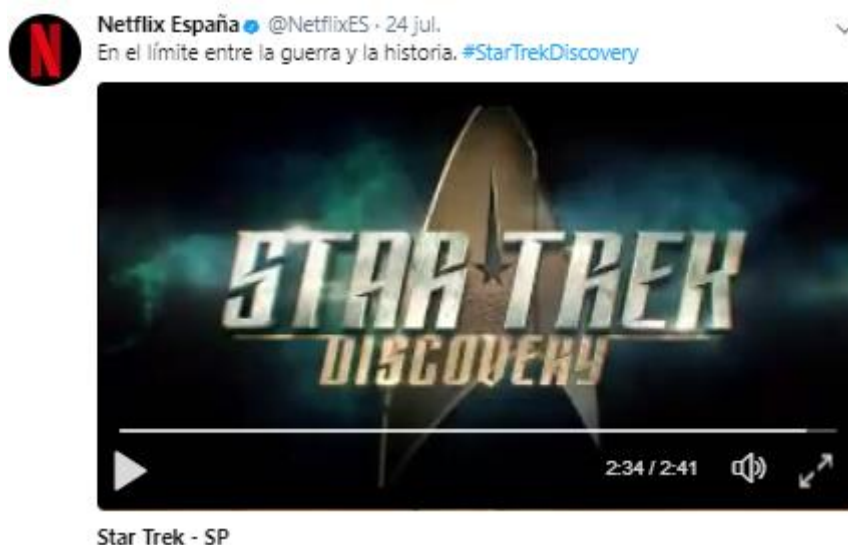 Netflix España @NetflixES · 24 jul.
En el límite entre la guerra y la historia. #StarTrekDiscovery
N
STAR TREK
DISCOVERY
2:34 / 2:41
Star Trek - SP